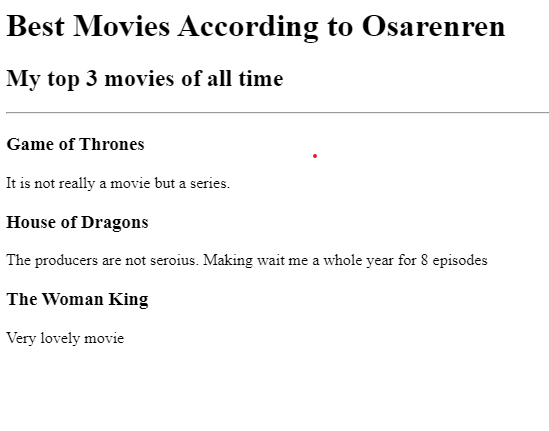 Best Movies According to Osarenren
My top 3 movies of all time
Game of Thrones
It is not really a movie but a series.
House of Dragons
The producers are not seroius. Making wait me a whole year for 8 episodes
The Woman King
Very lovely movie